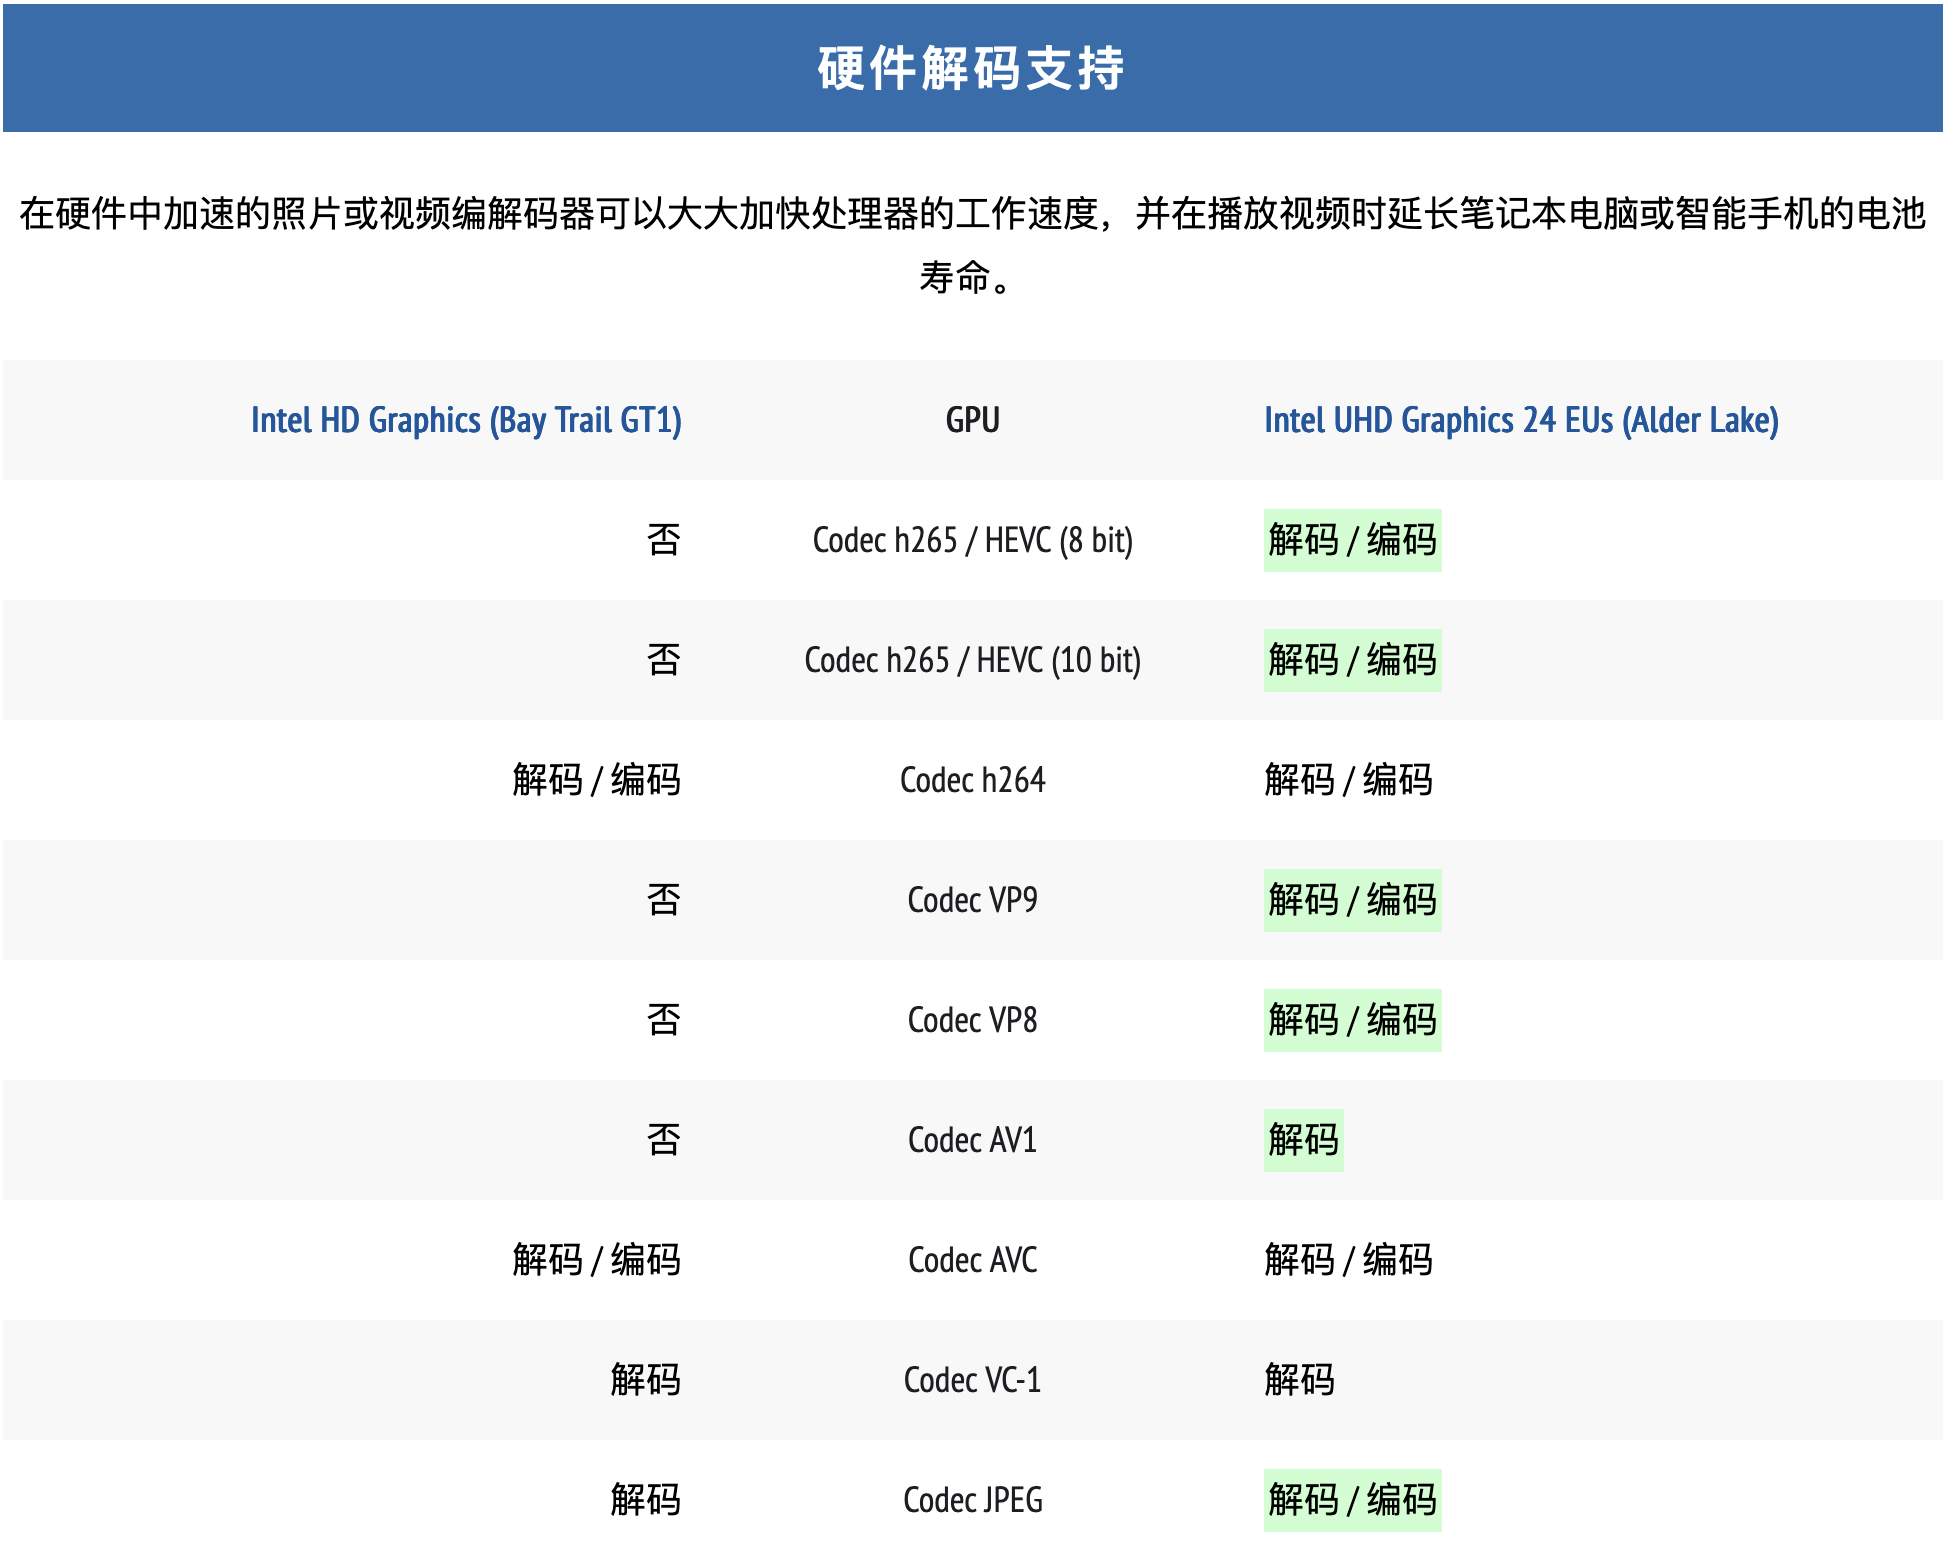 硬件解码支持
在硬件中加速的照片或视频编解码器可以大大加快处理器的工作速度，并在播放视频时延长笔记本电脑或智能手机的电池
寿命。
Intel HD Graphics (Bay Trail GT1) GPU Intel UHD Graphics 24 EUs (Alder Lake)
否 Codec h265 / HEVC (8 bit) 解码 / 编码
否 Codec h265 / HEVC (10 bit) 解码 / 编码
解码 / 编码 Codec h264 解码 / 编码
否 Codec VP9 解码 / 编码
否 Codec VP8 解码 / 编码
否 Codec AV1 解码
解码 / 编码 Codec AVC 解码 / 编码
解码 Codec VC-1 解码
解码 Codec JPEG 解码 / 编码